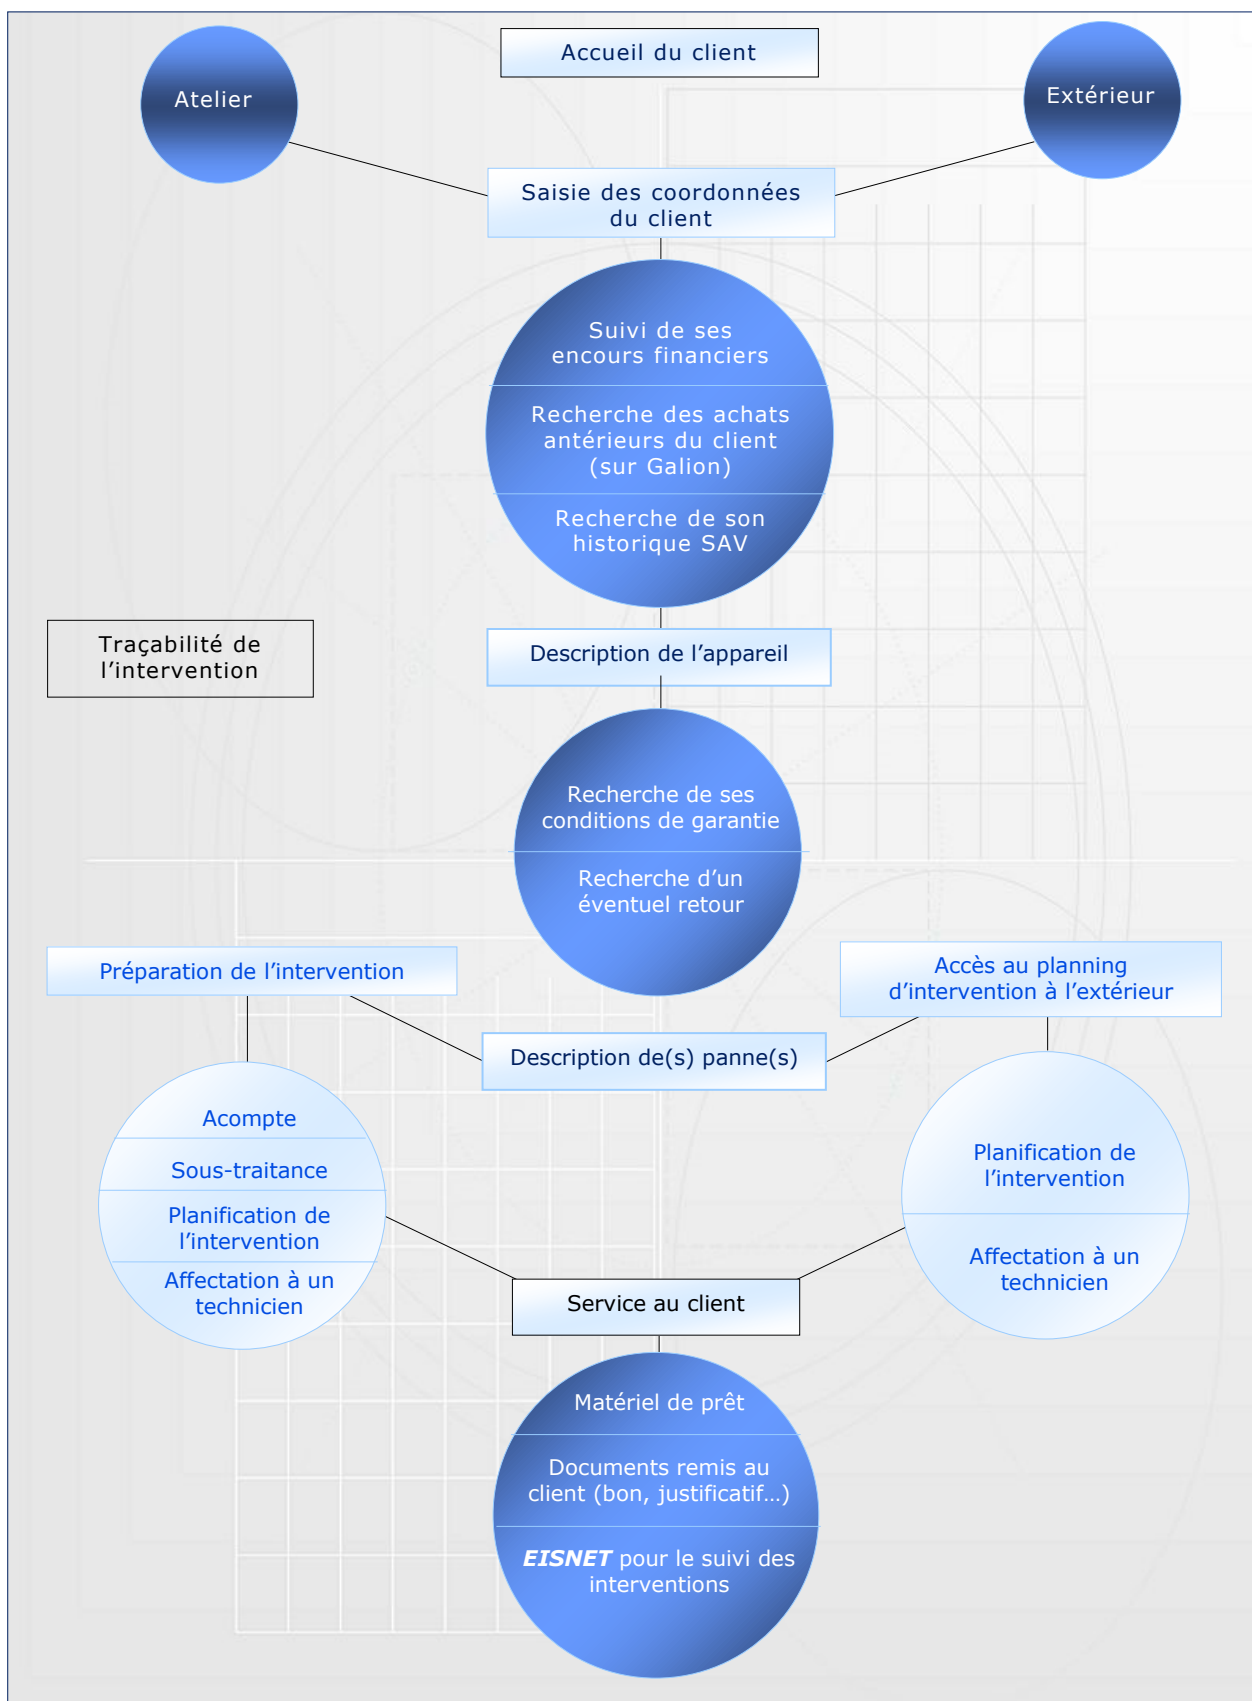 Accueil du client
Atelier
Extérieur
Saisie des coordonnées
du client
Suivi de ses
encours financiers
Recherche des achats
antérieurs du client
(sur Galion)
Recherche de son
historique SAV
Traçabilité de
l’intervention
Description de l’appareil
Recherche de ses
conditions de garantie
Recherche d’un
éventuel retour
Préparation de l’intervention
Accès au planning
d’intervention à l’extérieur
Description de(s) panne(s)
Acompte
Sous-traitance
Planification de
l’intervention
Affectation à un
technicien
Planification de
l’intervention
Affectation à un
technicien
Service au client
Matériel de prêt
Documents remis au
client (bon, justificatif…)
EISNET pour le suivi des
interventions